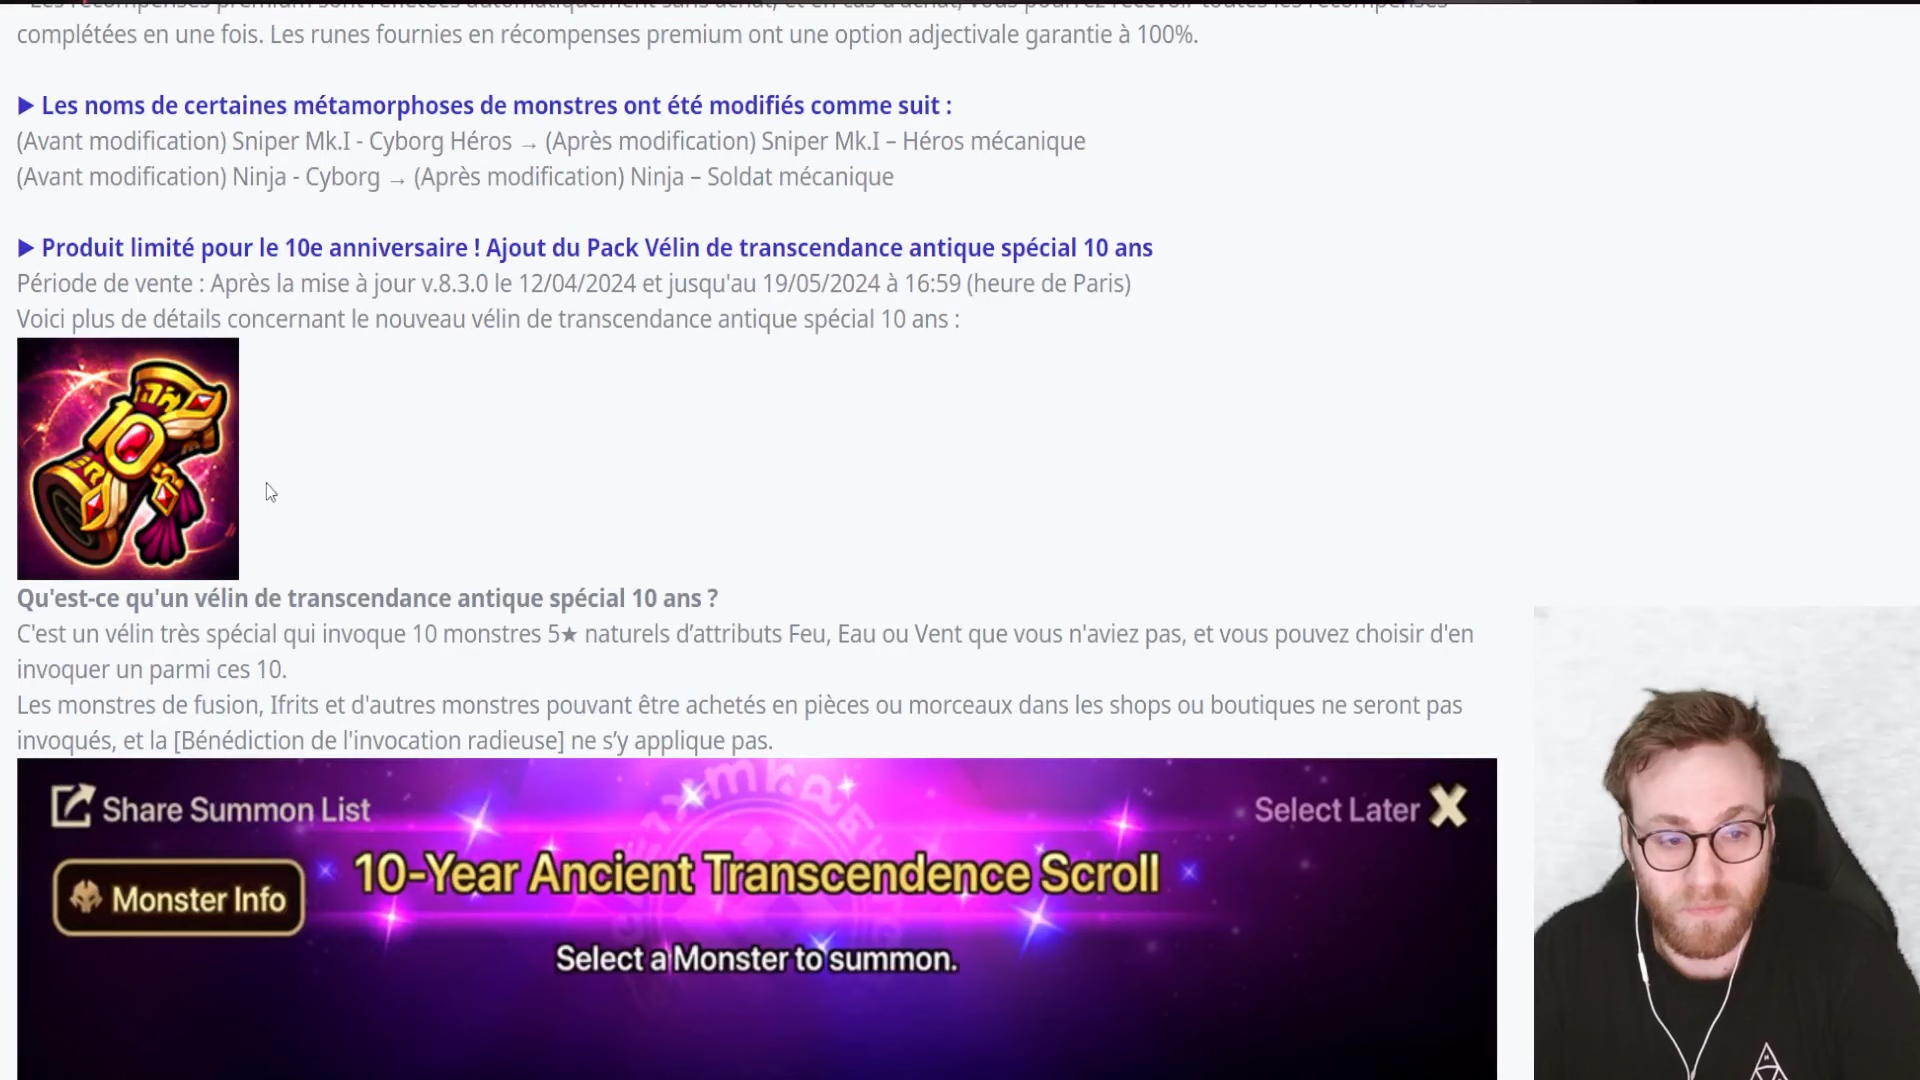 complétées en une fois. Les runes fournies en récompenses premium ont une option adjectivale garantie à 100%.
▶ Les noms de certaines métamorphoses de monstres ont été modifiés comme suit :
(Avant modification) Sniper Mk.I - Cyborg Héros → (Après modification) Sniper Mk.I – Héros mécanique
(Avant modification) Ninja - Cyborg → (Après modification) Ninja – Soldat mécanique
▶ Produit limité pour le 10e anniversaire ! Ajout du Pack Vélin de transcendance antique spécial 10 ans
Période de vente : Après la mise à jour v.8.3.0 le 12/04/2024 et jusqu'au 19/05/2024 à 16:59 (heure de Paris)
Voici plus de détails concernant le nouveau vélin de transcendance antique spécial 10 ans :
10
Qu'est-ce qu'un vélin de transcendance antique spécial 10 ans ?
C'est un vélin très spécial qui invoque 10 monstres 5★ naturels d’attributs Feu, Eau ou Vent que vous n'aviez pas, et vous pouvez choisir d'en
invoquer un parmi ces 10.
Les monstres de fusion, Ifrits et d'autres monstres pouvant être achetés en pièces ou morceaux dans les shops ou boutiques ne seront pas
invoqués, et la [Bénédiction de l'invocation radieuse] ne s’y applique pas.
Share Summon List
Select Later
Monster Info
10-Year Ancient Transcendence Scroll
Select a Monster to summon.